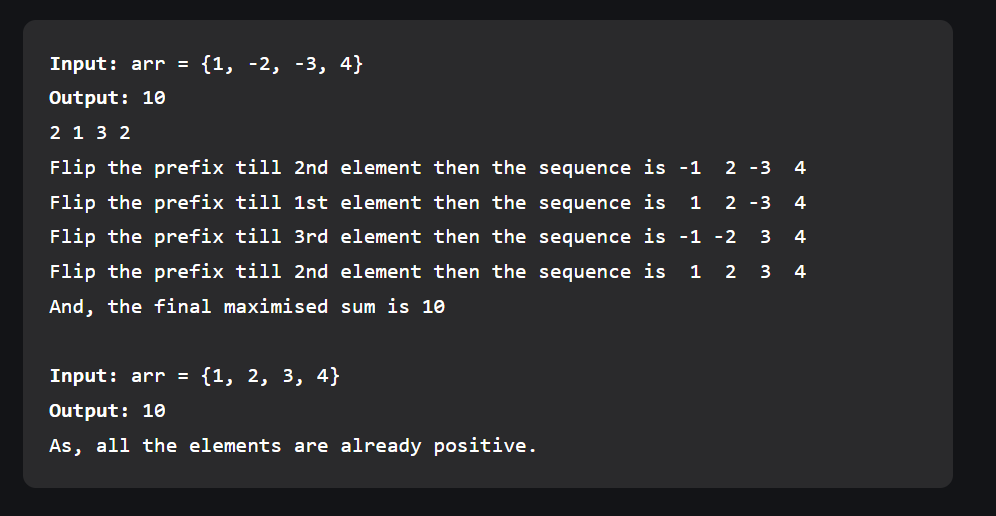 Input: arr = {1, -2, -3, 4}
Output: 10
2 1 3 2
Flip the prefix till 2nd element then the sequence is -1  2 -3  4
Flip the prefix till 1st element then the sequence is  1  2 -3  4
Flip the prefix till 3rd element then the sequence is -1 -2  3  4
Flip the prefix till 2nd element then the sequence is  1  2  3  4
And, the final maximised sum is 10
Input: arr = {1, 2, 3, 4}
Output: 10
As, all the elements are already positive.